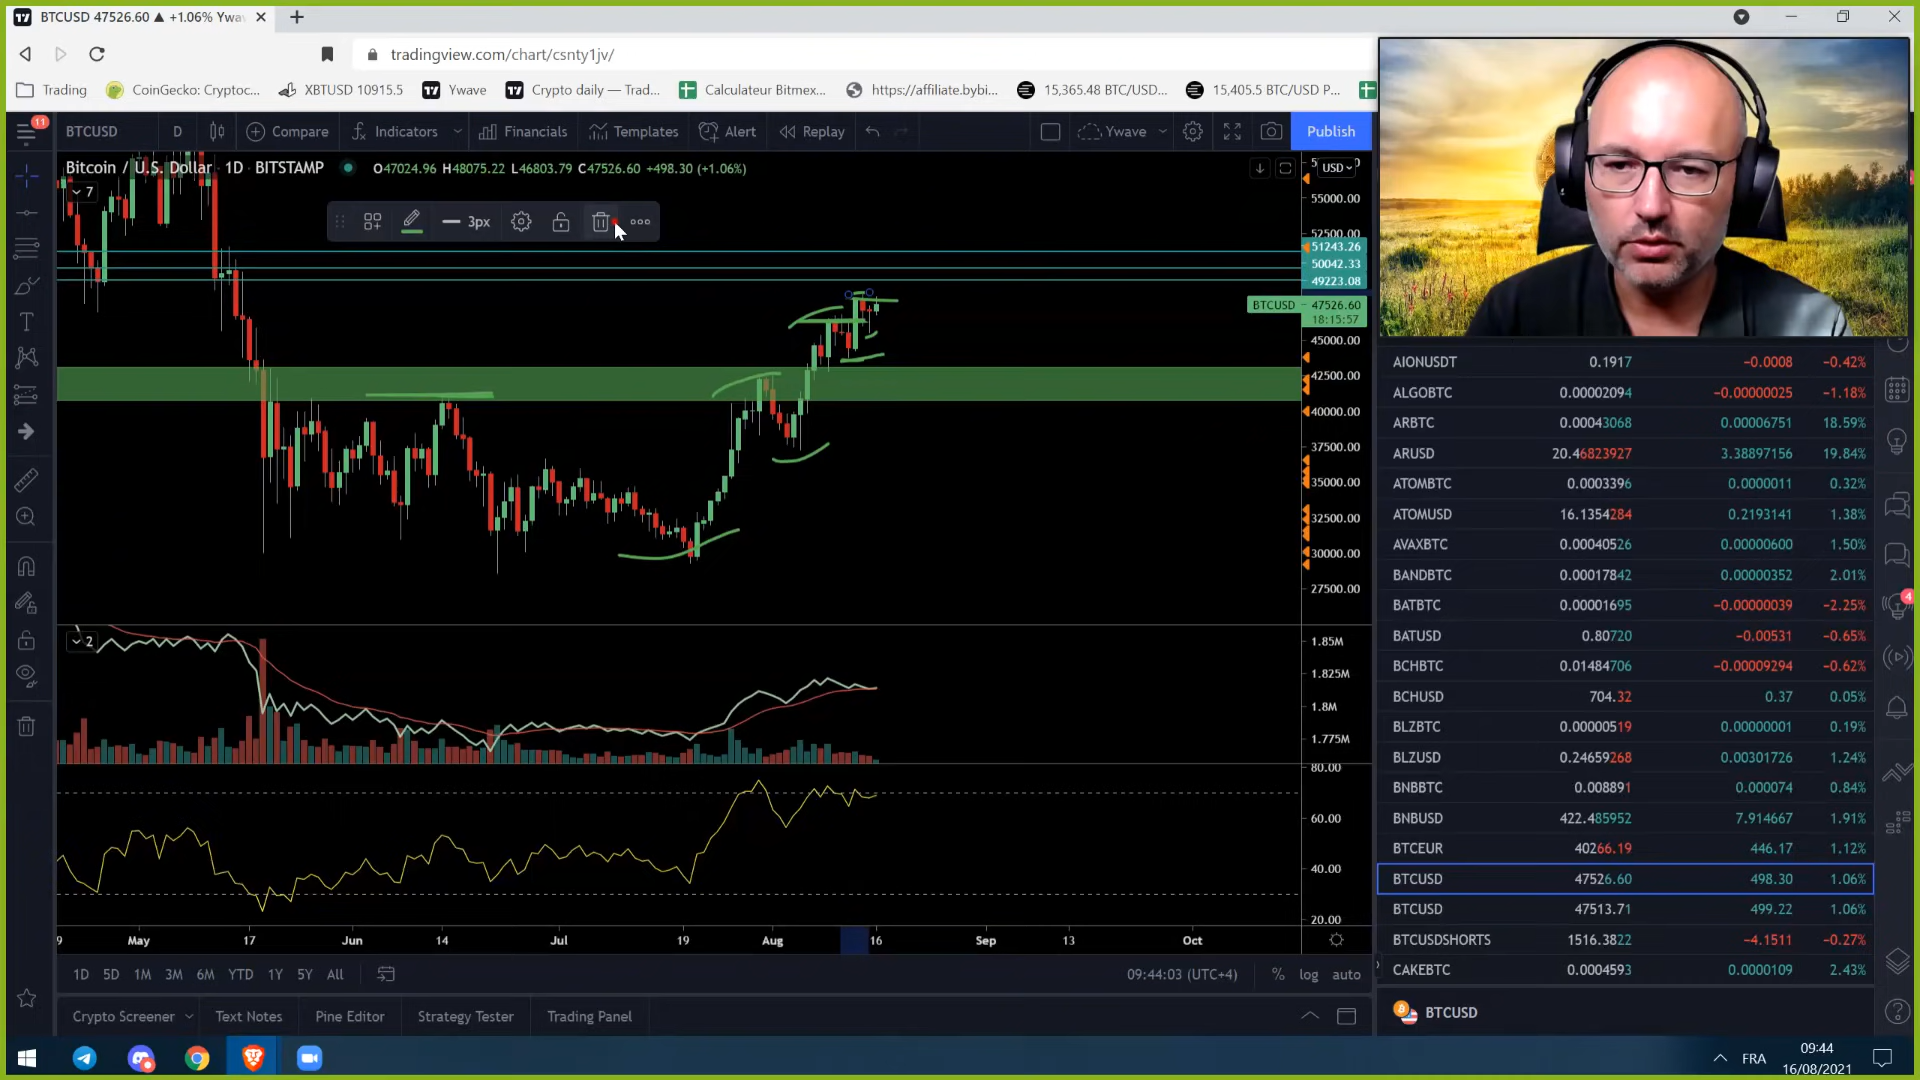 BTCUSD 47526.60 ▲ +1.06% Ywav
tradingview.com/chart/csnty1jv/
Trading
CoinGecko: Cryptoc...
XBTUSD 10915.5
Ywave
Crypto daily — Trad...
Calculateur Bitmex...
https://affiliate.bybi...
15,365.48 BTC/USD...
15,405.5 BTC/USD P...
11
BTCUSD
D
Compare
Indicators
Financials
Templates
Alert
Replay
Ywave
Publish
Bitcoin / U.S. Dollar · 1D · BITSTAMP
O47024.96 H48075.22 L46803.79 C47526.60 +498.30 (+1.06%)
USD
7
3px
55000.00
52500.00
51243.26
50042.33
49223.08
BTCUSD 47526.60
18:15:57
45000.00
42500.00
40000.00
37500.00
35000.00
32500.00
30000.00
27500.00
2
1.85M
1.825M
1.8M
1.775M
80.00
60.00
40.00
20.00
9 May 17 Jun 14 Jul 19 Aug 16 Sep 13 Oct
1D 5D 1M 3M 6M YTD 1Y 5Y All
09:44:03 (UTC+4) % log auto
Crypto Screener
Text Notes
Pine Editor
Strategy Tester
Trading Panel
AIONUSDT 0.1917 −0.0008 −0.42%
ALGOBTC 0.00002094 −0.00000025 −1.18%
ARBTC 0.00043068 0.00006751 18.59%
ARUSD 20.46823927 3.38897156 19.84%
ATOMBTC 0.0003396 0.0000011 0.32%
ATOMUSD 16.1354284 0.2193141 1.38%
AVAXBTC 0.00040526 0.00000600 1.50%
BANDBTC 0.00017842 0.00000352 2.01%
BATBTC 0.00001695 −0.00000039 −2.25%
BATUSD 0.80720 −0.00531 −0.65%
BCHBTC 0.01484706 −0.00009294 −0.62%
BCHUSD 704.32 0.37 0.05%
BLZBTC 0.00000519 0.00000001 0.19%
BLZUSD 0.24659268 0.00301726 1.24%
BNBBTC 0.008891 0.000074 0.84%
BNBUSD 422.485952 7.914667 1.91%
BTCEUR 40266.19 446.17 1.12%
BTCUSD 47526.60 498.30 1.06%
BTCUSD 47513.71 499.22 1.06%
BTCUSDSHORTS 1516.3822 −4.1511 −0.27%
CAKEBTC 0.0004593 0.0000109 2.43%
4
BTCUSD
FRA
09:44
16/08/2021